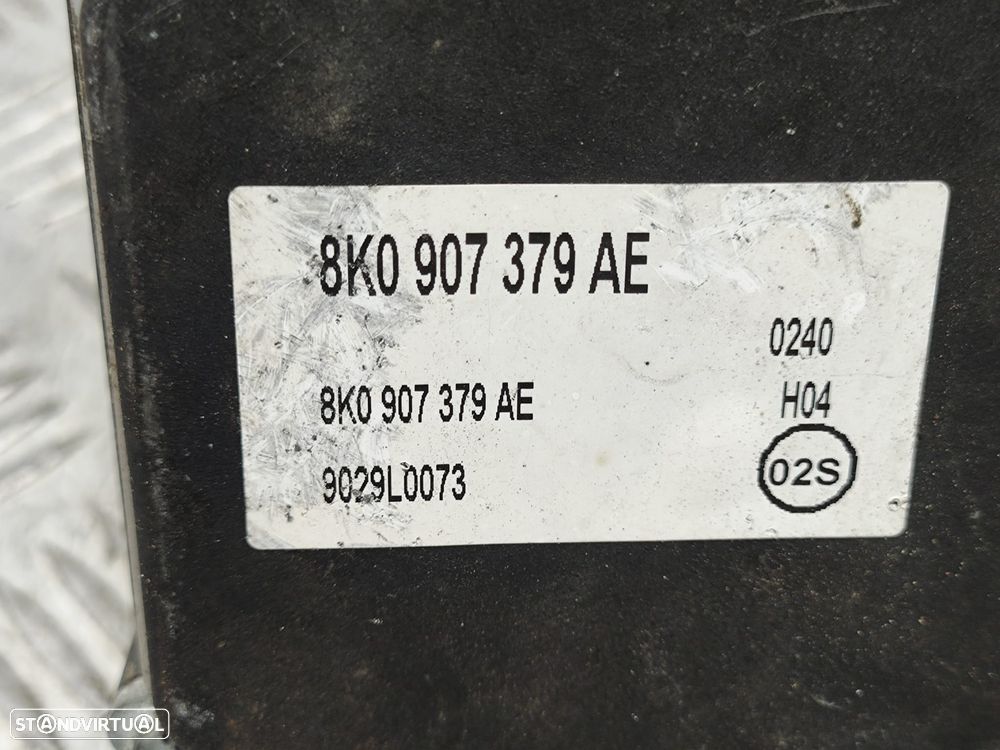 8K0 907 379 AE
0240
8K0 907 379 AE
H04
9029L0073
02S
STANDVIRTUAL